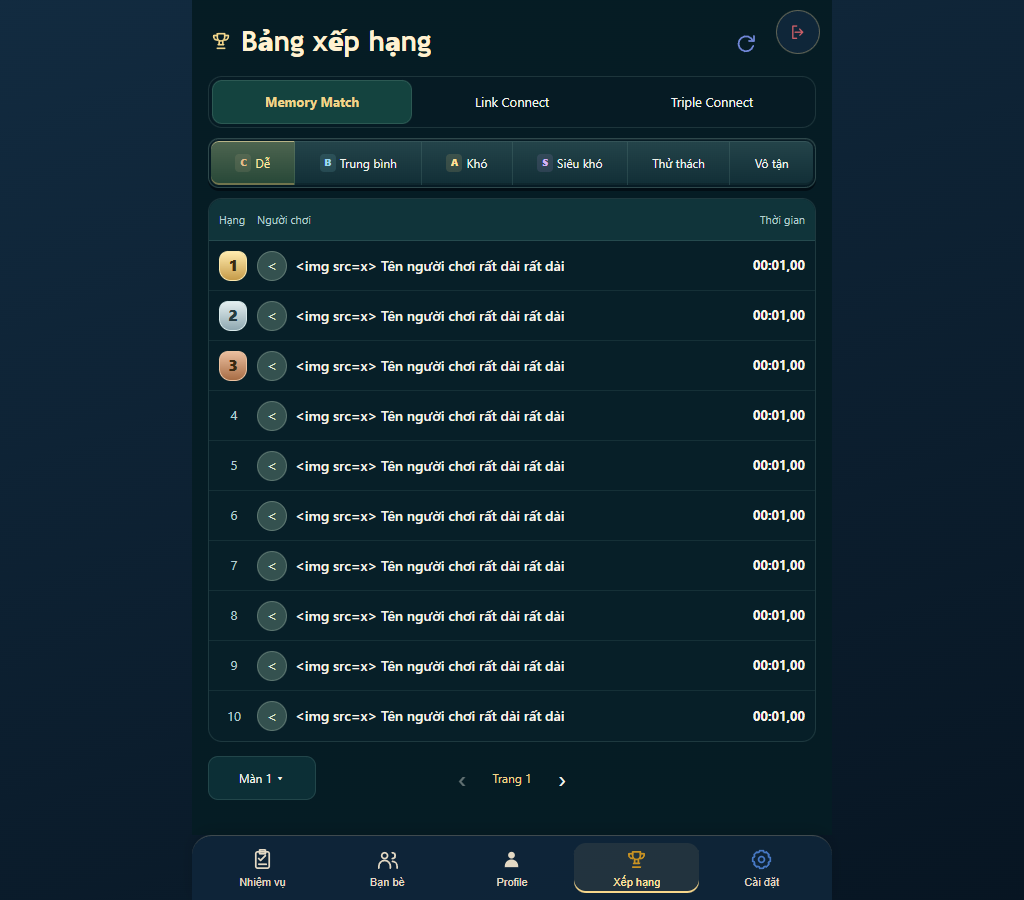 Bảng xếp hạng
Memory Match Link Connect Triple Connect
C Dễ B Trung bình A Khó S Siêu khó Thử thách Vô tận
Hạng Người chơi Thời gian
1 < <img src=x> Tên người chơi rất dài rất dài 00:01,00
2 < <img src=x> Tên người chơi rất dài rất dài 00:01,00
3 < <img src=x> Tên người chơi rất dài rất dài 00:01,00
4 < <img src=x> Tên người chơi rất dài rất dài 00:01,00
5 < <img src=x> Tên người chơi rất dài rất dài 00:01,00
6 < <img src=x> Tên người chơi rất dài rất dài 00:01,00
7 < <img src=x> Tên người chơi rất dài rất dài 00:01,00
8 < <img src=x> Tên người chơi rất dài rất dài 00:01,00
9 < <img src=x> Tên người chơi rất dài rất dài 00:01,00
10 < <img src=x> Tên người chơi rất dài rất dài 00:01,00
Màn 1 ‹ Trang 1 ›
Nhiệm vụ Bạn bè Profile Xếp hạng Cài đặt